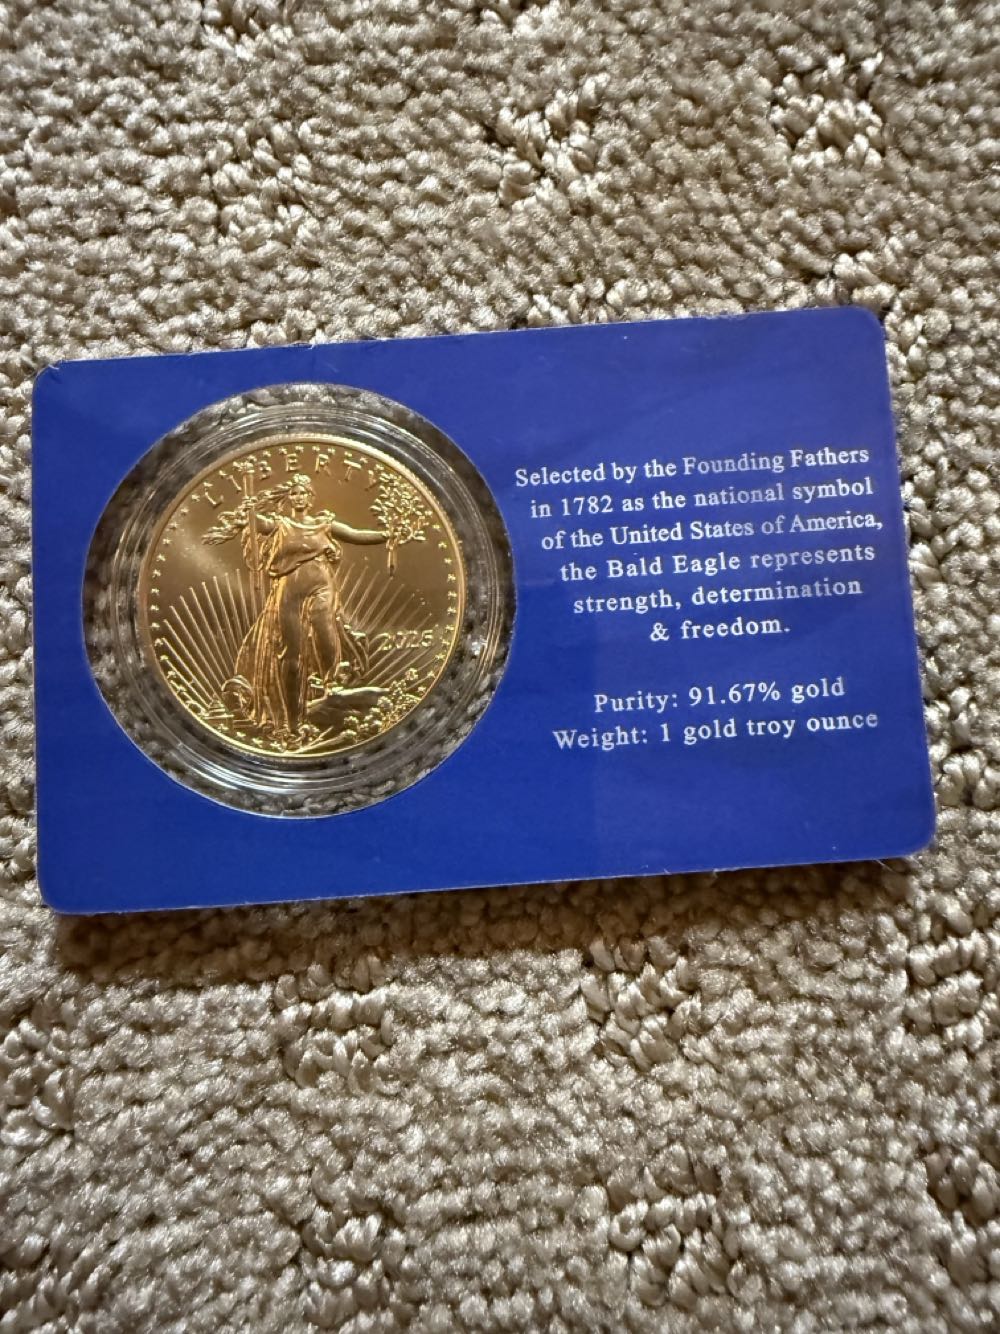 LIBERTY
2025
Selected by the Founding Fathers
in 1782 as the national symbol
of the United States of America,
the Bald Eagle represents
strength, determination
& freedom.
Purity: 91.67% gold
Weight: 1 gold troy ounce